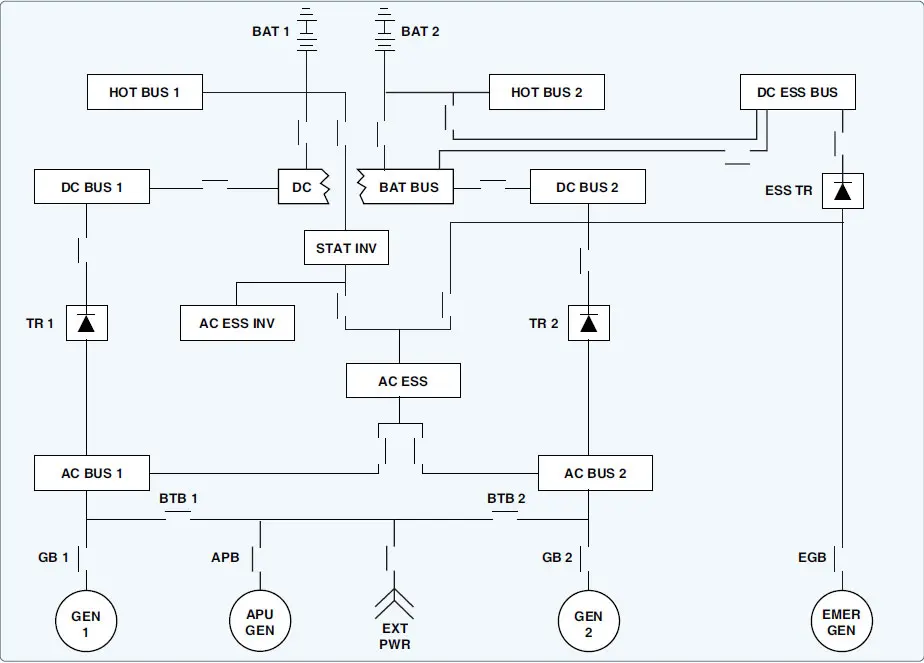 BAT 1
BAT 2
HOT BUS 1
HOT BUS 2
DC ESS BUS
DC BUS 1
DC
BAT BUS
DC BUS 2
ESS TR
STAT INV
TR 1
AC ESS INV
TR 2
AC ESS
AC BUS 1
AC BUS 2
BTB 1
BTB 2
GB 1
APB
GB 2
EGB
GEN
1
APU
GEN
EXT
PWR
GEN
2
EMER
GEN